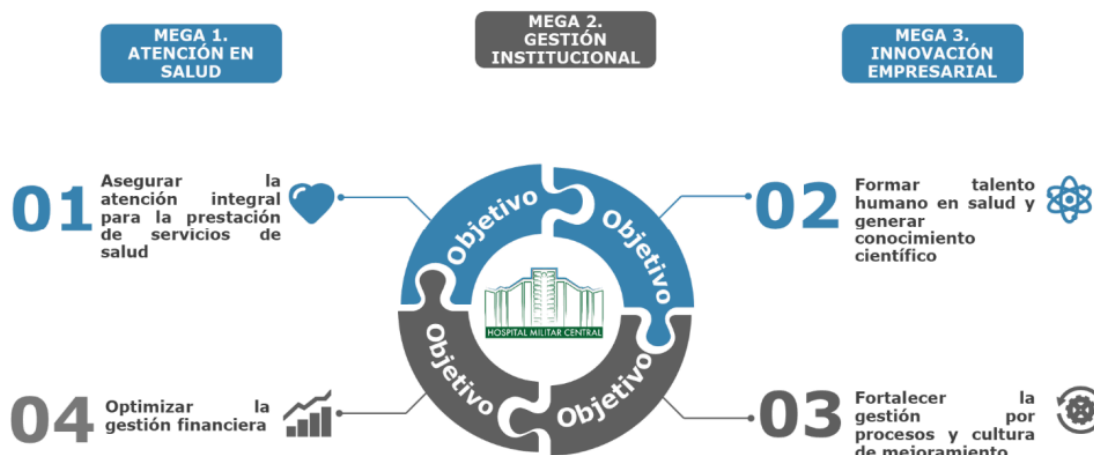 MEGA 1.
ATENCIÓN EN
SALUD
MEGA 2.
GESTIÓN
INSTITUCIONAL
MEGA 3.
INNOVACIÓN
EMPRESARIAL
01
Asegurar la
atención integral
para la prestación
de servicios de
salud
Objetivo
Objetivo
02
Formar talento
humano en salud y
generar
conocimiento
científico
HOSPITAL MILITAR CENTRAL
04
Optimizar la
gestión financiera
Objetivo
Objetivo
03
Fortalecer la
gestión por
procesos y cultura
de mejoramiento